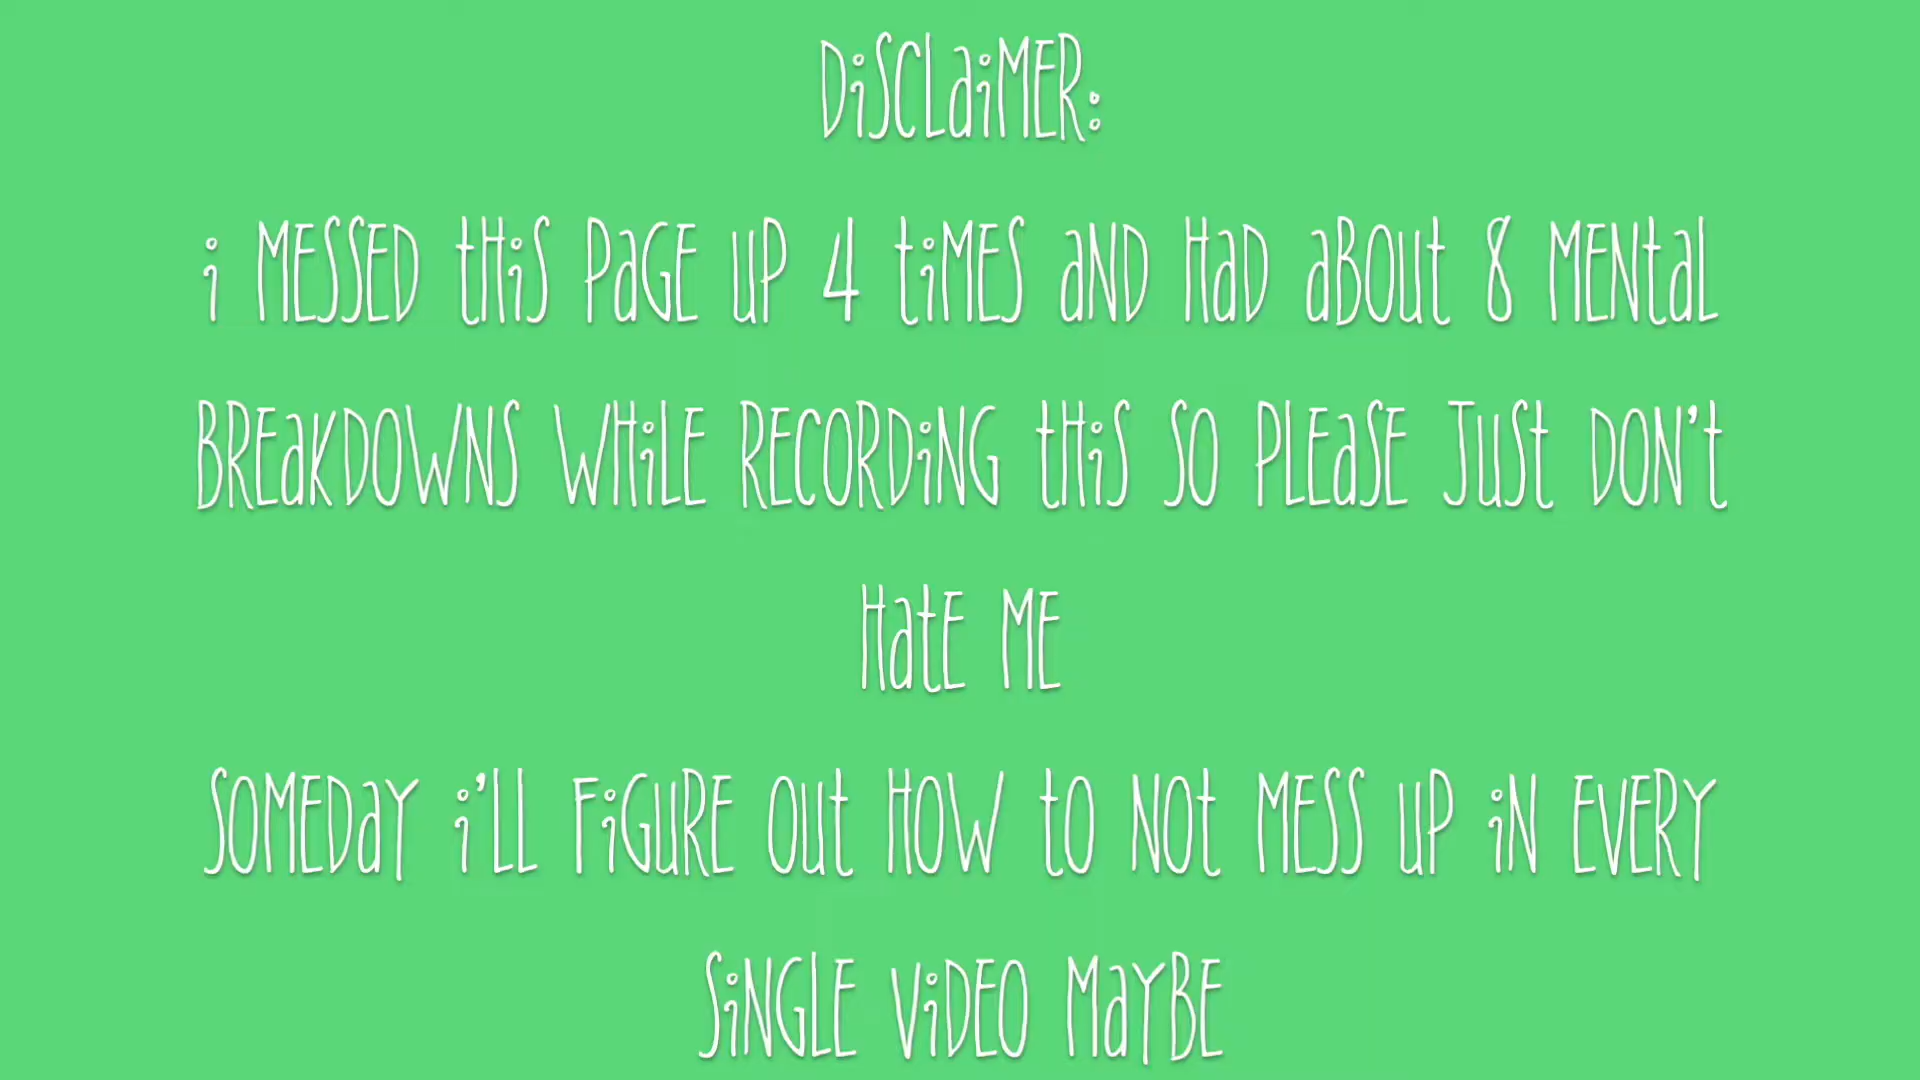 DiSCLaiMER:
i MESSED tHiS PaGE uP 4 tiMES aND HaD aBOut 8 MENtaL
BREaKDOWNS WHiLE RECORDiNG tHiS SO PLEaSE JuSt DON't
HatE ME
SOMEDaY i'LL FiGuRE Out HOW tO NOt MESS uP iN EVERY
SiNGLE ViDEO MaYBE